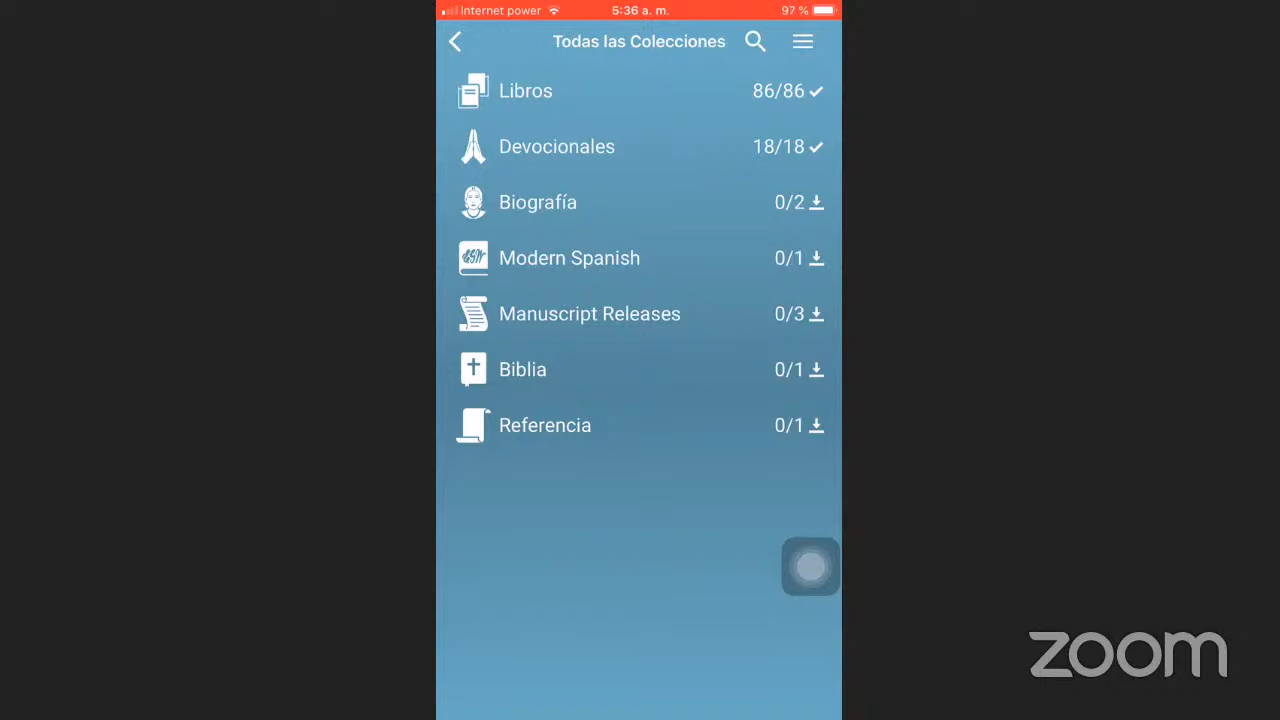 Internet power 5:36 a. m. 97 %
Todas las Colecciones
Libros 86/86
Devocionales 18/18
Biografía 0/2
Modern Spanish 0/1
Manuscript Releases 0/3
Biblia 0/1
Referencia 0/1
zoom